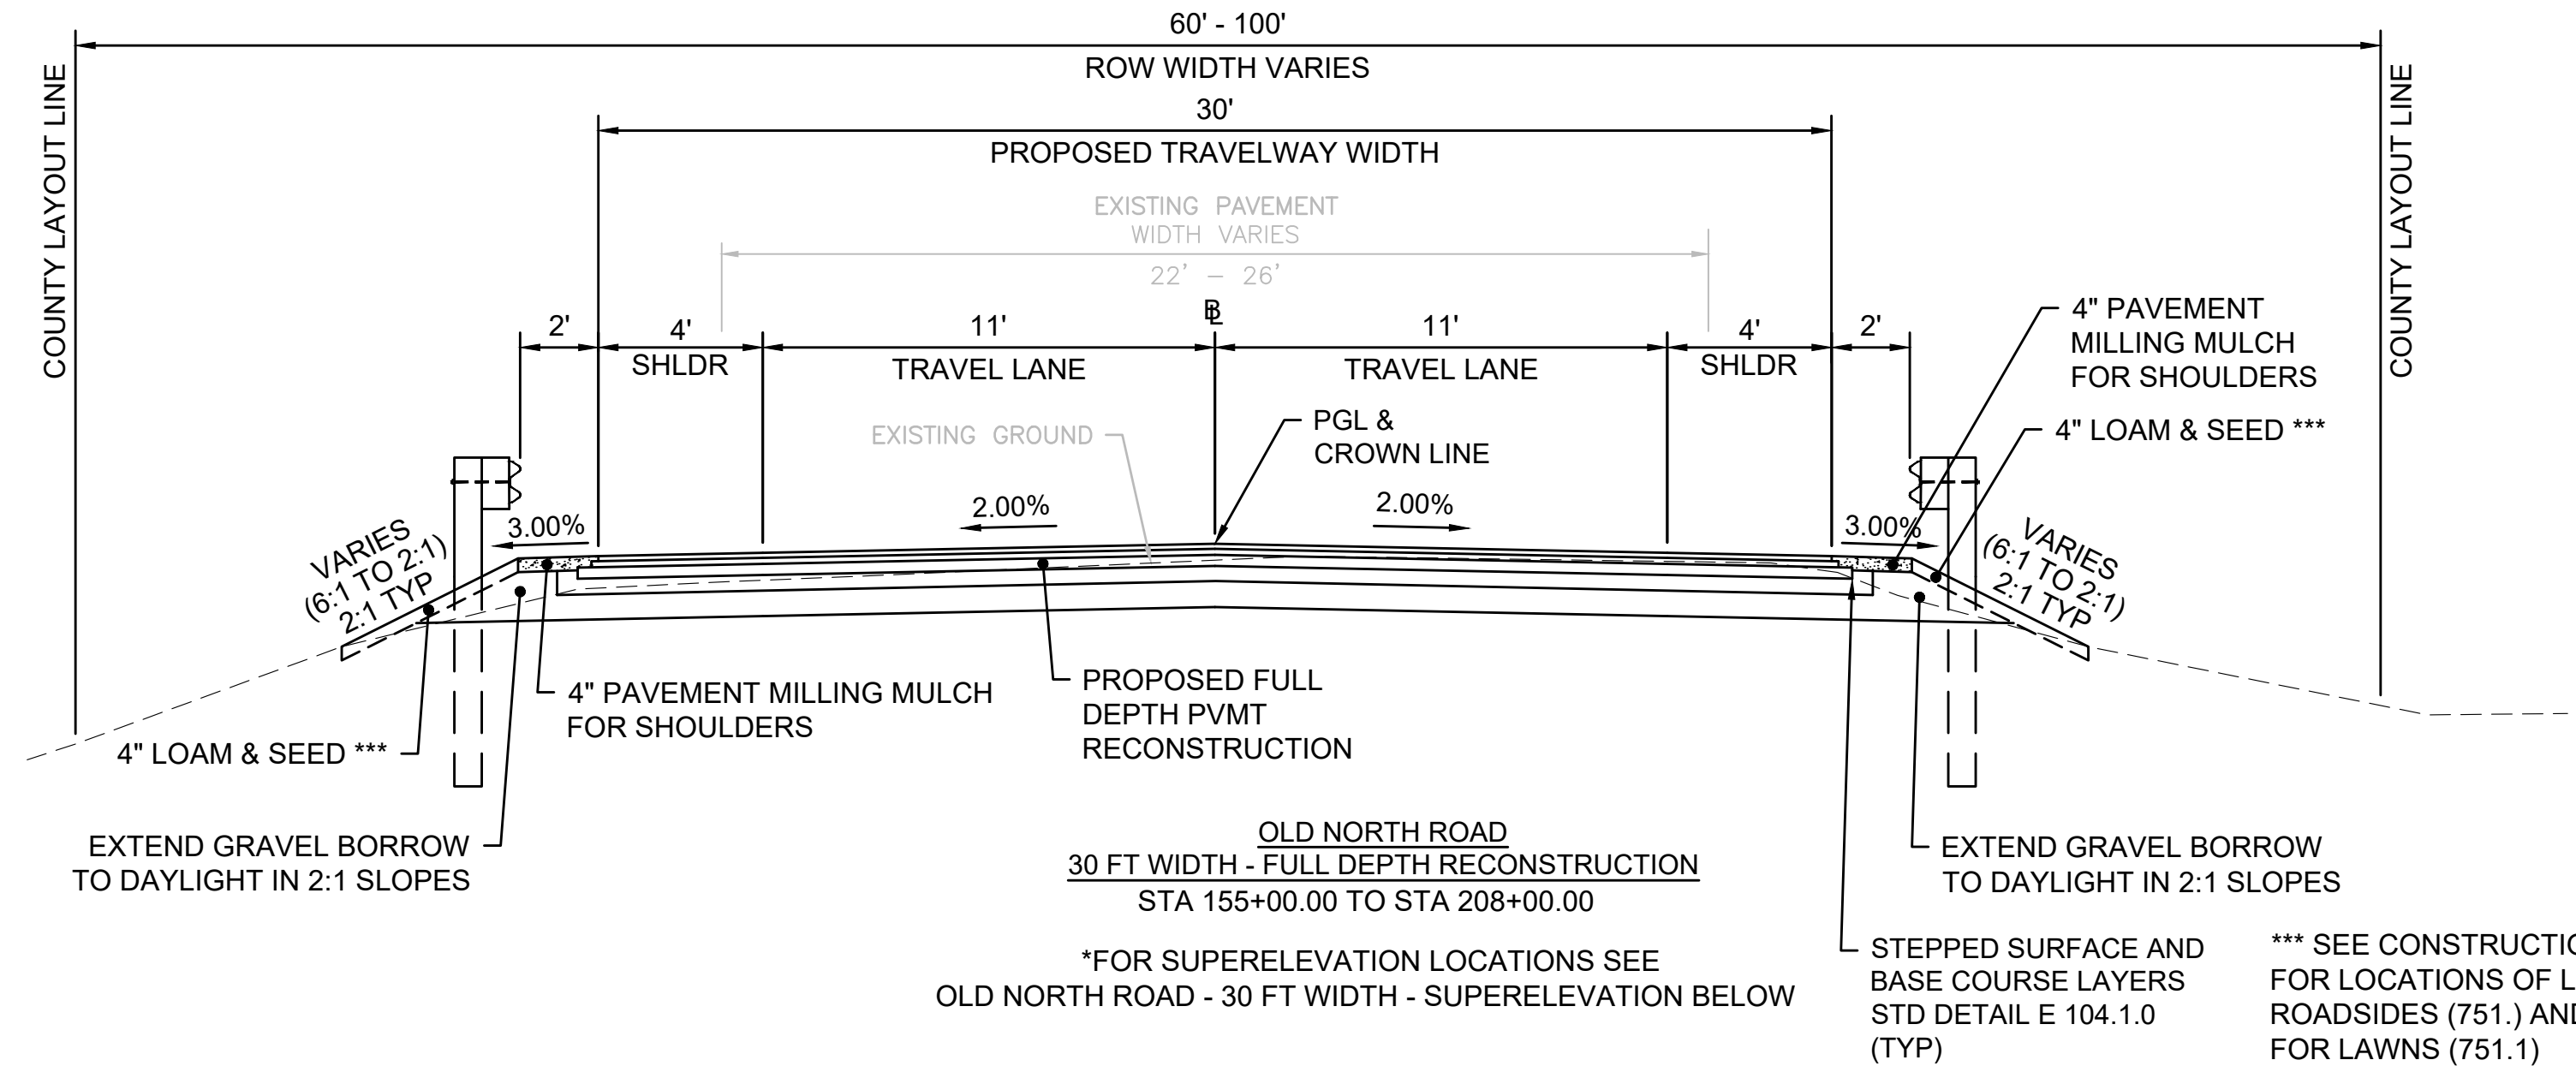 60' - 100'
ROW WIDTH VARIES
COUNTY LAYOUT LINE
COUNTY LAYOUT LINE
30'
PROPOSED TRAVELWAY WIDTH
EXISTING PAVEMENT
WIDTH VARIES
22' - 26'
BL
2'
4'
SHLDR
11'
TRAVEL LANE
11'
TRAVEL LANE
4'
SHLDR
2'
4" PAVEMENT
MILLING MULCH
FOR SHOULDERS
4" LOAM & SEED ***
EXISTING GROUND
PGL &
CROWN LINE
3.00%
2.00%
2.00%
3.00%
VARIES
(6:1 TO 2:1)
2:1 TYP
VARIES
(6:1 TO 2:1)
2:1 TYP
4" PAVEMENT MILLING MULCH
FOR SHOULDERS
PROPOSED FULL
DEPTH PVMT
RECONSTRUCTION
4" LOAM & SEED ***
EXTEND GRAVEL BORROW
TO DAYLIGHT IN 2:1 SLOPES
OLD NORTH ROAD
30 FT WIDTH - FULL DEPTH RECONSTRUCTION
STA 155+00.00 TO STA 208+00.00
*FOR SUPERELEVATION LOCATIONS SEE
OLD NORTH ROAD - 30 FT WIDTH - SUPERELEVATION BELOW
EXTEND GRAVEL BORROW
TO DAYLIGHT IN 2:1 SLOPES
STEPPED SURFACE AND
BASE COURSE LAYERS
STD DETAIL E 104.1.0
(TYP)
*** SEE
FOR LOCATIONS OF
ROADSIDES (751.)
FOR LAWNS (751.1)